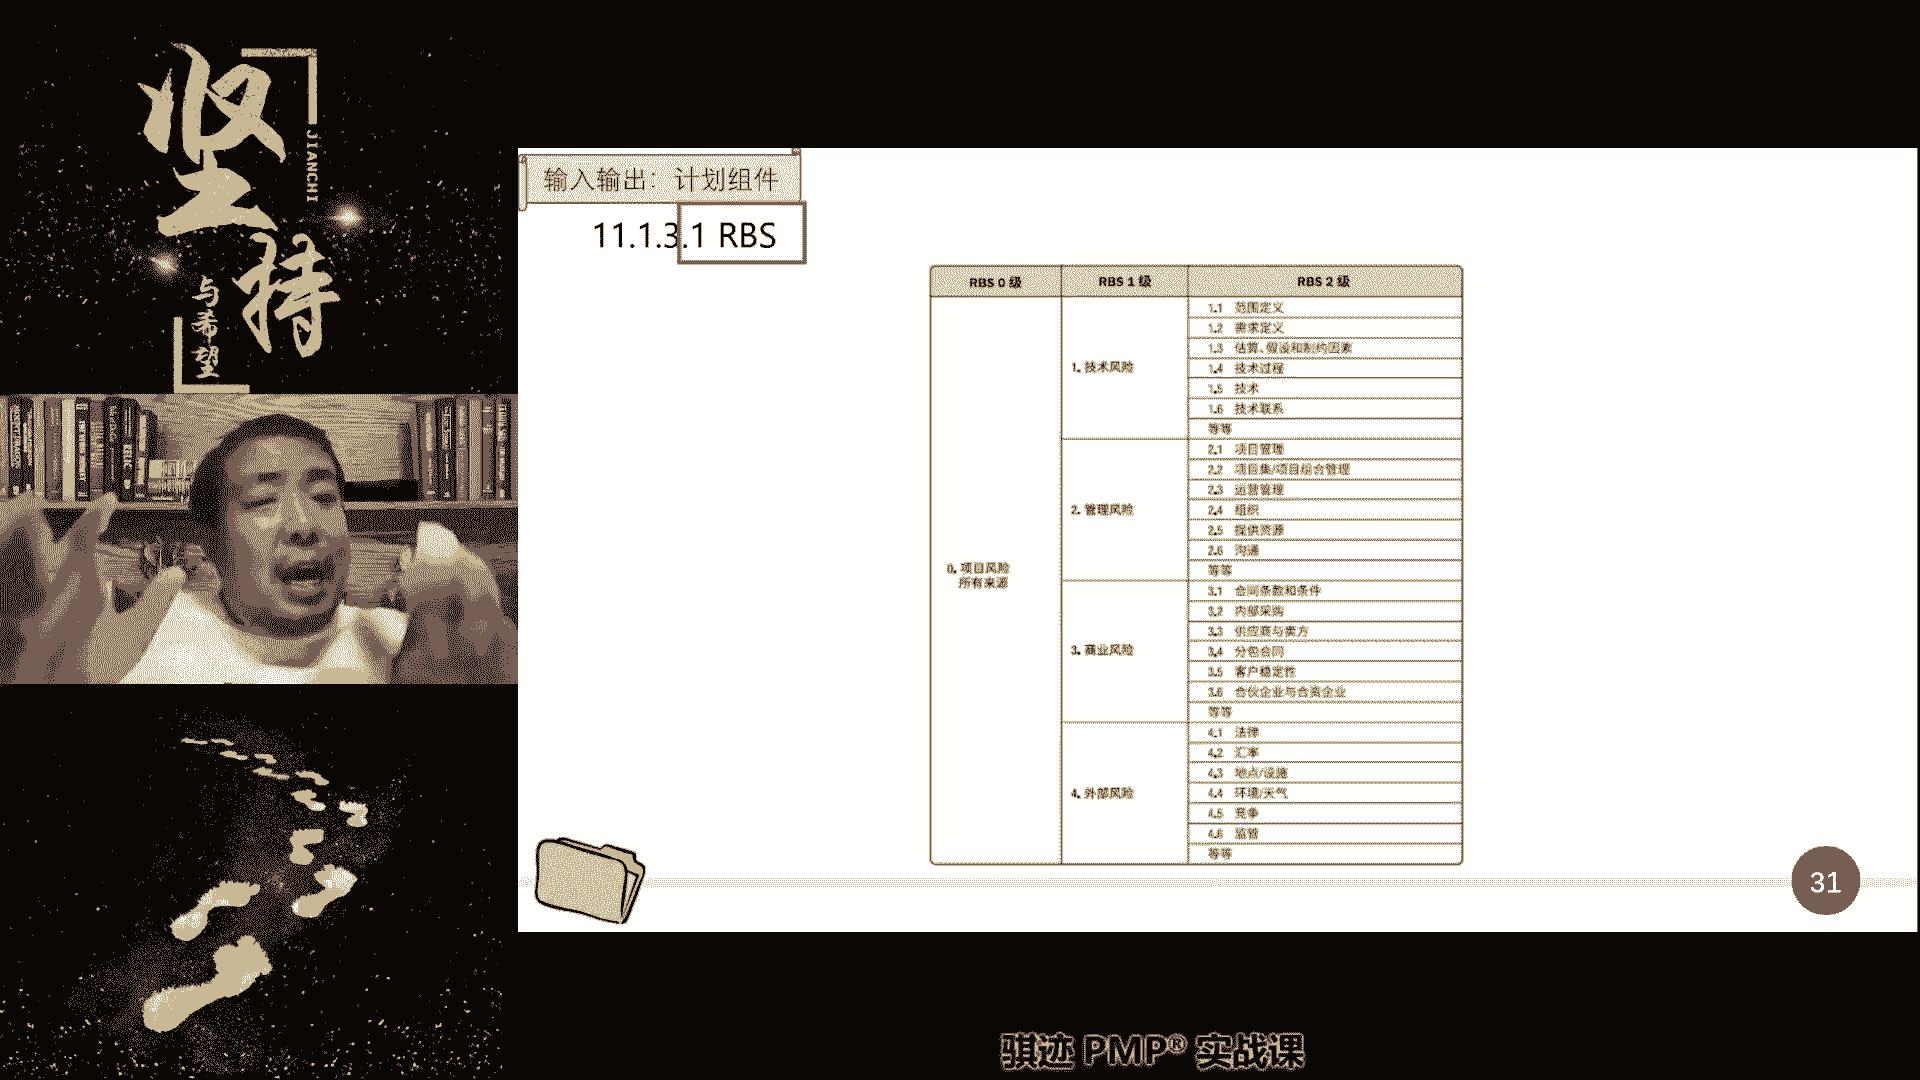 坚持
JIANCHI
与希望
输入输出：计划组件
11.1.3.1 RBS
RBS 0 级
RBS 1 级
RBS 2 级
0. 项目风险
所有来源
1. 技术风险
1.1 范围定义
1.2 需求定义
1.3 估算、假设和制约因素
1.4 技术过程
1.5 技术
1.6 技术联系
等等
2. 管理风险
2.1 项目管理
2.2 项目集/项目组合管理
2.3 运营管理
2.4 组织
2.5 提供资源
2.6 沟通
等等
3. 商业风险
3.1 合同条款和条件
3.2 内部采购
3.3 供应商与卖方
3.4 分包合同
3.5 客户稳定性
3.6 合伙企业与合资企业
等等
4. 外部风险
4.1 法律
4.2 汇率
4.3 地点/设施
4.4 环境/天气
4.5 竞争
4.6 监管
等等
31
骐迹 PMP® 实战课